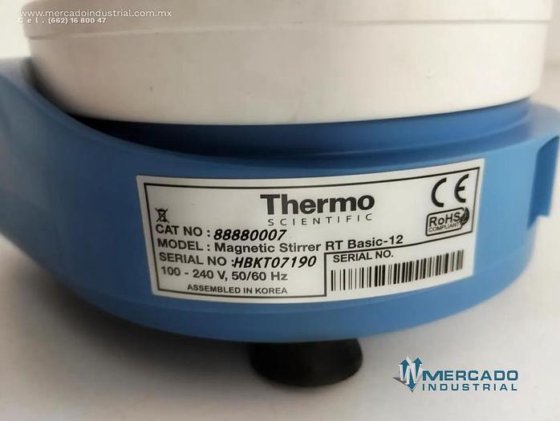 www.mercadoindustrial.com.mx
Cel. (662) 16 800 47
Thermo
SCIENTIFIC
CE
RoHS
COMPLIANT
CAT NO : 88880007
MODEL : Magnetic Stirrer RT Basic-12
SERIAL NO : HBKT07190
SERIAL NO.
100 - 240 V, 50/60 Hz
ASSEMBLED IN KOREA
MERCADO
INDUSTRIAL